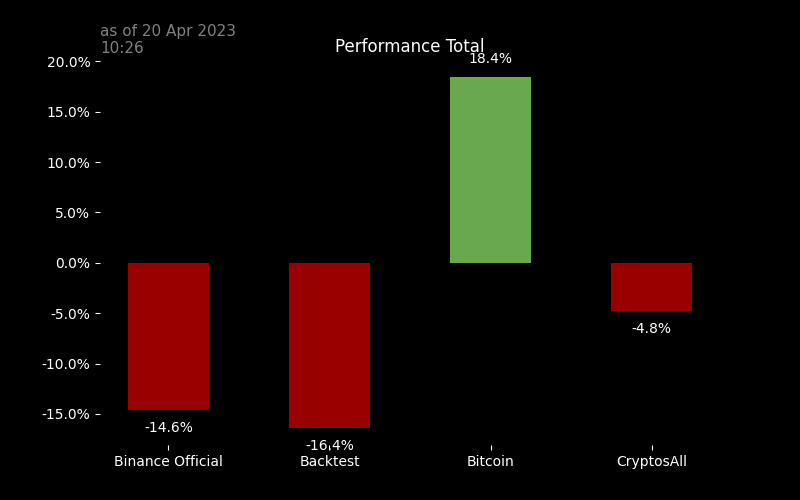 as of 20 Apr 2023
10:26
Performance Total
20.0%
15.0%
10.0%
5.0%
0.0%
-5.0%
-10.0%
-15.0%
18.4%
-4.8%
-14.6%
-16.4%
Binance Official
Backtest
Bitcoin
CryptosAll